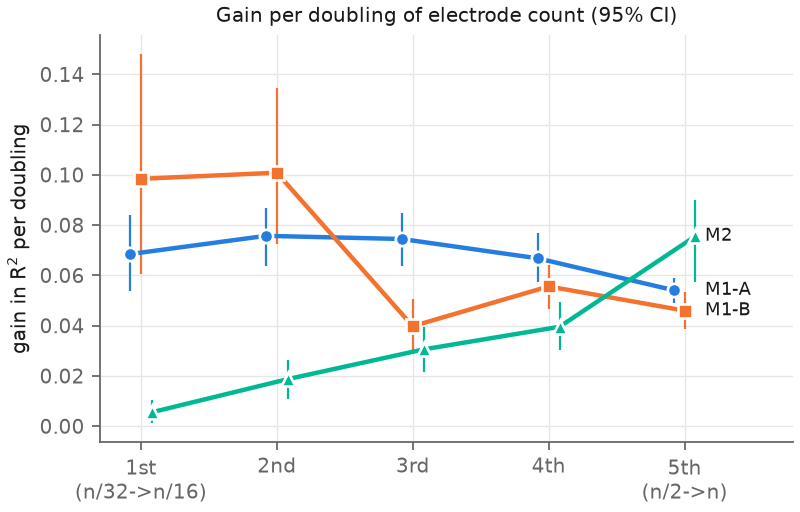 Gain per doubling of electrode count (95% CI)
gain in R² per doubling
0.14
0.12
0.10
0.08
0.06
0.04
0.02
0.00
M2
M1-A
M1-B
1st
(n/32->n/16)
2nd
3rd
4th
5th
(n/2->n)